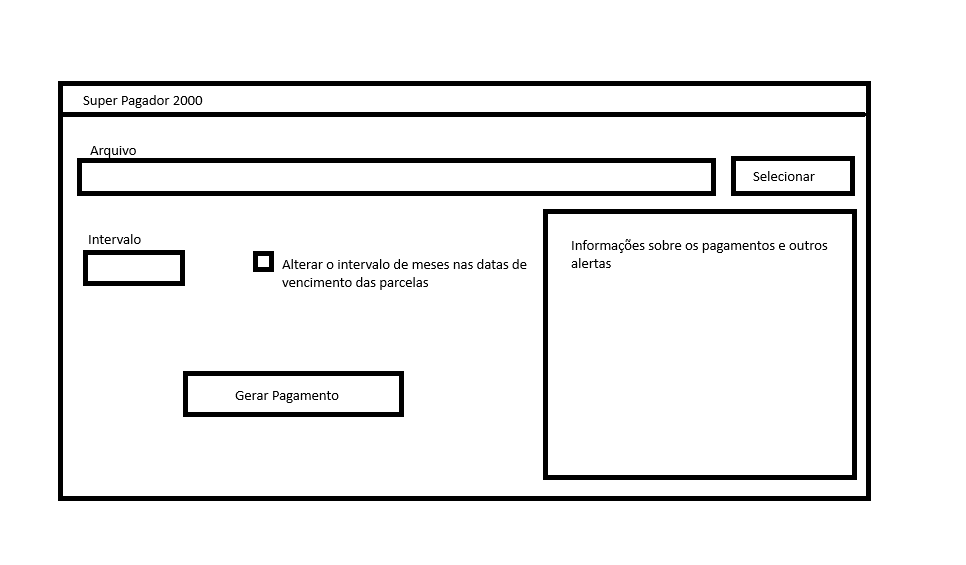 Super Pagador 2000
Arquivo
Selecionar
Intervalo
Alterar o intervalo de meses nas datas de
vencimento das parcelas
Informações sobre os pagamentos e outros
alertas
Gerar Pagamento